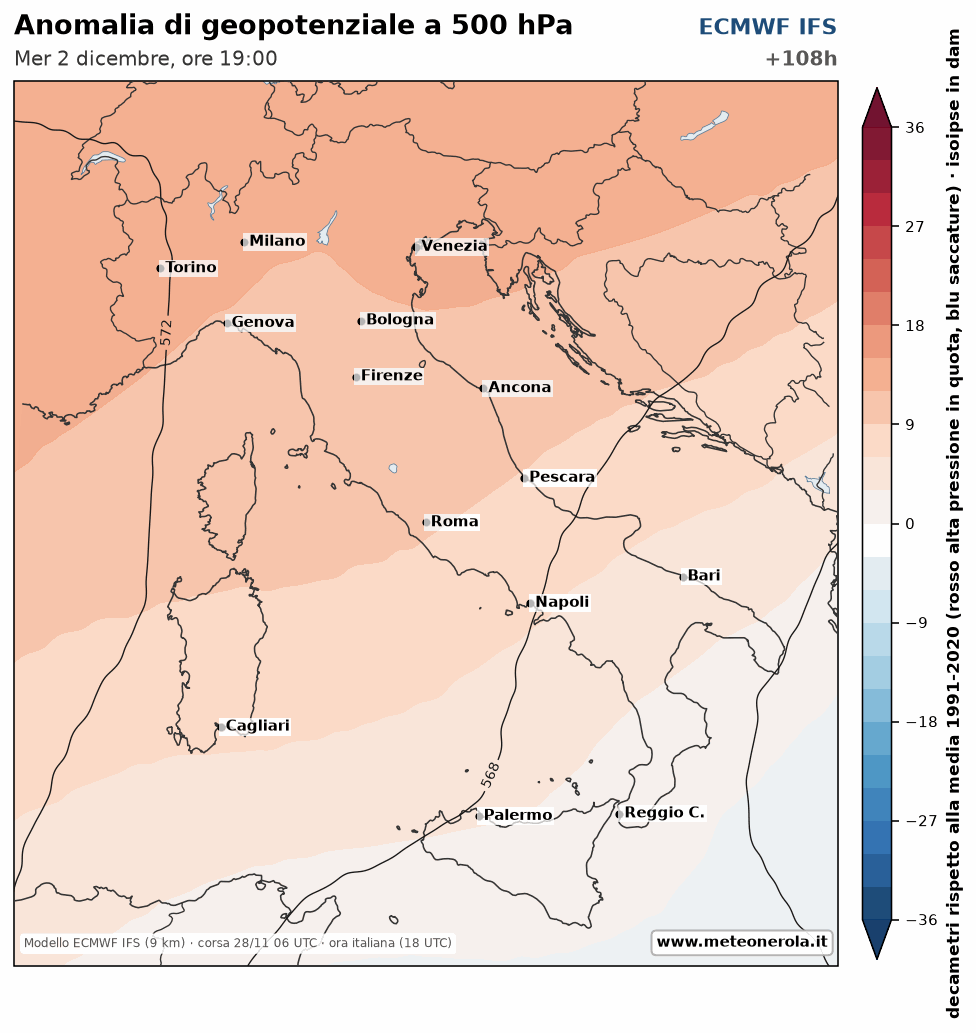 Anomalia di geopotenziale a 500 hPa
ECMWF IFS
Mer 2 dicembre, ore 19:00
+108h
Milano
Venezia
Torino
Genova
Bologna
572
Firenze
Ancona
Pescara
Roma
Bari
Napoli
Cagliari
568
Palermo
Reggio C.
Modello ECMWF IFS (9 km) · corsa 28/11 06 UTC · ora italiana (18 UTC)
www.meteonerola.it
36
27
18
9
0
−9
−18
−27
−36
decametri rispetto alla media 1991-2020 (rosso alta pressione in quota, blu saccature) · isoipse in dam